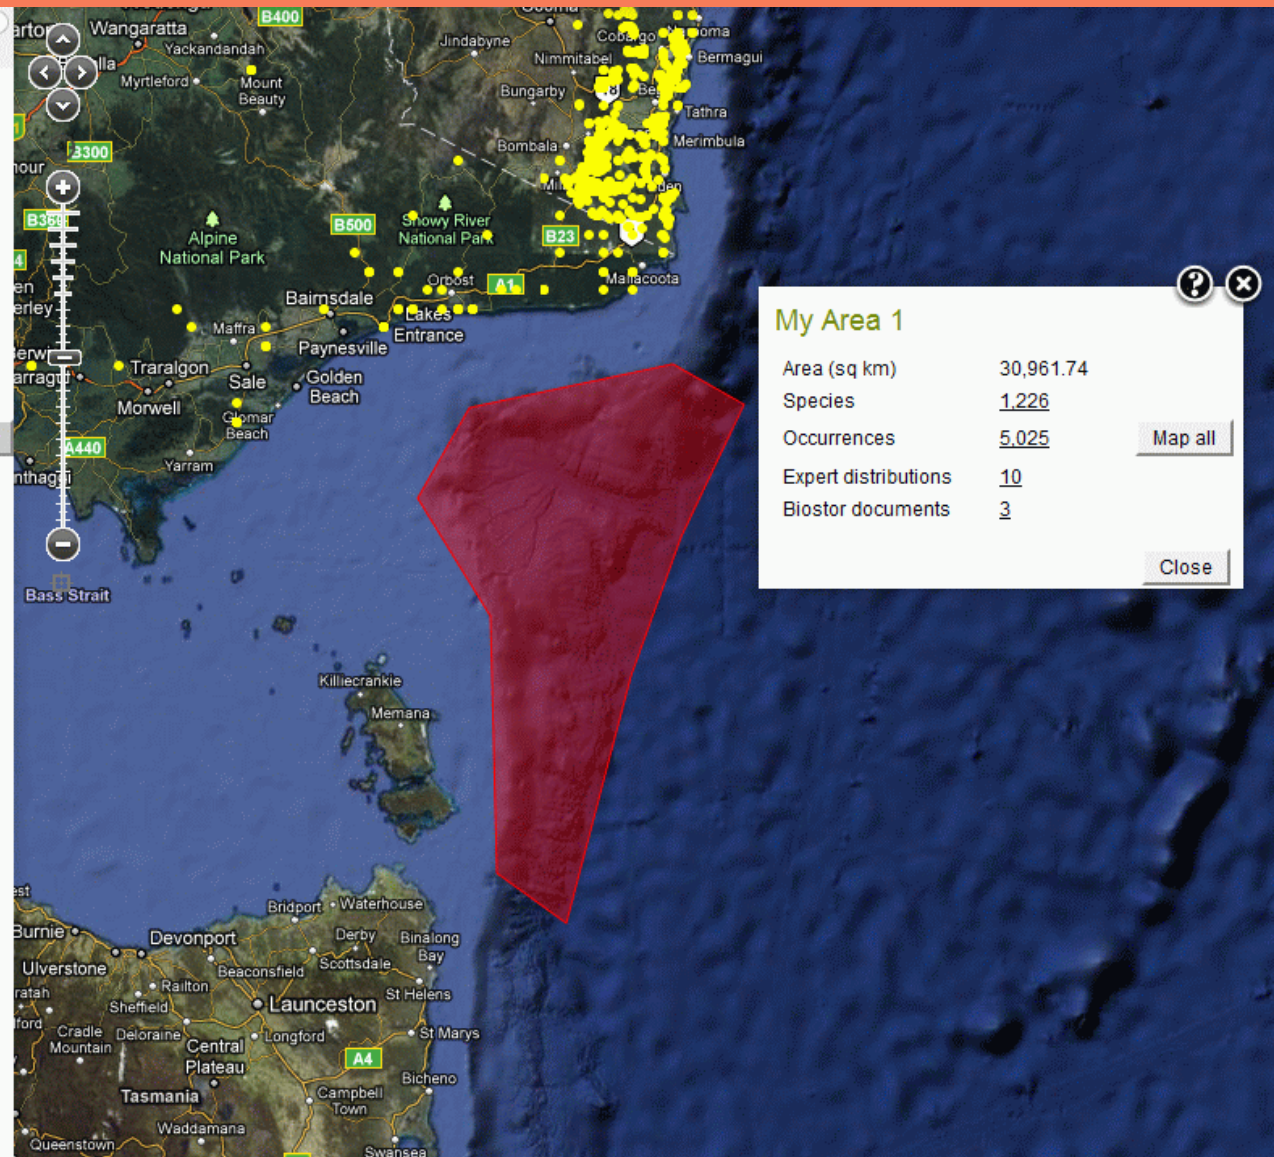 B400
Wangaratta
Yackandandah
Jindabyne
Cobargo
Nimmitabel
Bermagui
Myrtleford
Mount
Beauty
Bungarby
Tathra
B300
Bombala
Merimbula
Alpine
National Park
B500
Snowy River
National Park
B23
Mallacoota
Orbost
A1
Bairnsdale
Lakes
Entrance
Maffra
Paynesville
Traralgon
Sale
Golden
Beach
Morwell
Glomar
Beach
A440
Yarram
Bass Strait
?
My Area 1
Area (sq km) 30,961.74
Species 1,226
Occurrences 5,025 Map all
Expert distributions 10
Biostor documents 3
Close
Killiecrankie
Memana
Bridport
Waterhouse
Burnie
Devonport
Derby
Binalong
Bay
Ulverstone
Beaconsfield
Scottsdale
Railton
Sheffield
Launceston
St Helens
Cradle
Mountain
Deloraine
Longford
St Marys
Central
Plateau
A4
Tasmania
Bicheno
Campbell
Town
Waddamana
Queenstown
Swansea